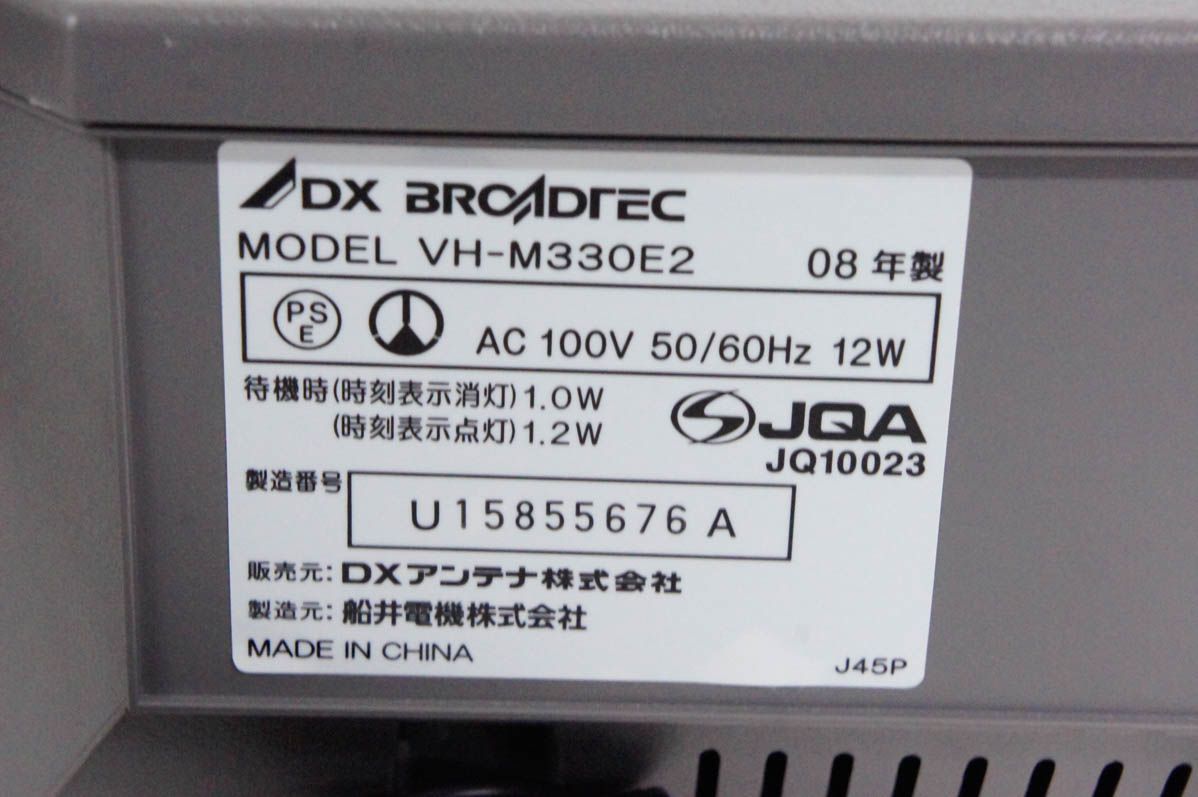 DX BROADTEC
MODEL VH-M330E2 08年製
PS
E
AC 100V 50/60Hz 12W
待機時(時刻表示消灯)1.0W
(時刻表示点灯)1.2W
JQA
JQ10023
製造番号 U15855676A
販売元:DXアンテナ株式会社
製造元:船井電機株式会社
MADE IN CHINA J45P